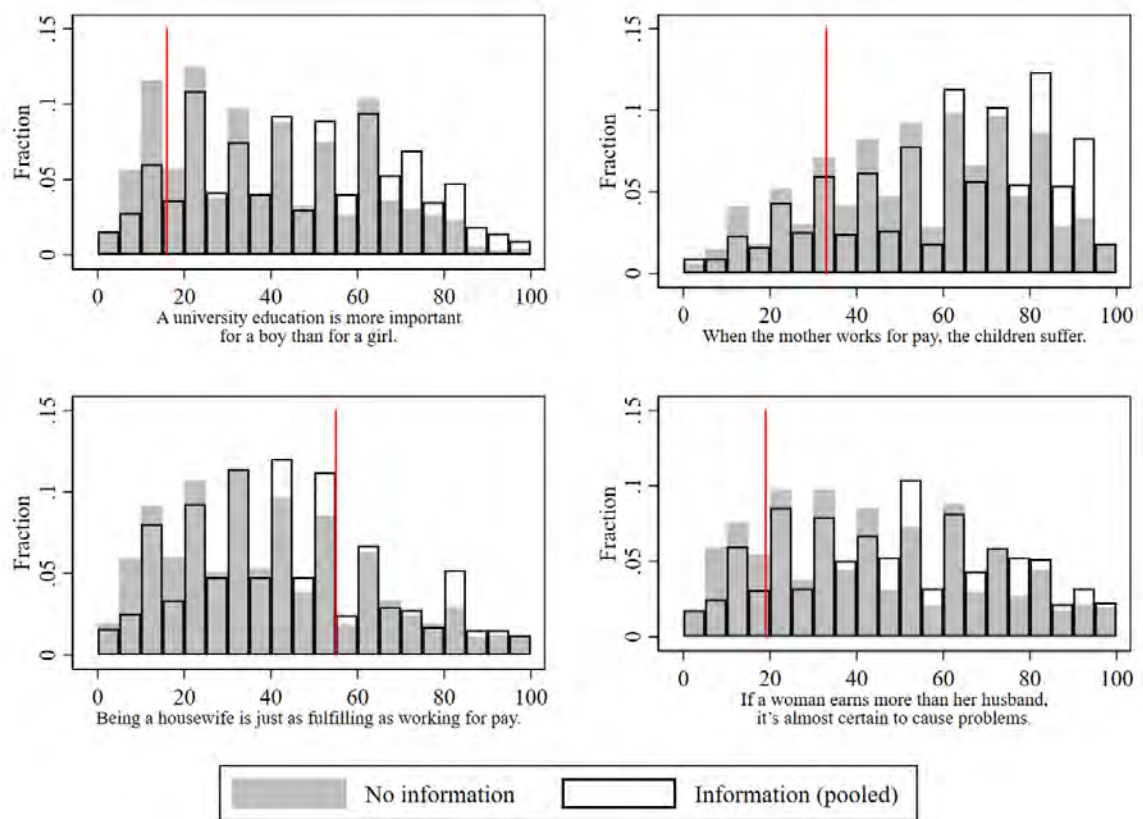 .15
.1
.05
0
Fraction
0 20 40 60 80 100
A university education is more important
for a boy than for a girl.
.15
.1
.05
0
Fraction
0 20 40 60 80 100
When the mother works for pay, the children suffer.
.15
.1
.05
0
Fraction
0 20 40 60 80 100
Being a housewife is just as fulfilling as working for pay.
.15
.1
.05
0
Fraction
0 20 40 60 80 100
If a woman earns more than her husband,
it's almost certain to cause problems.
No information Information (pooled)